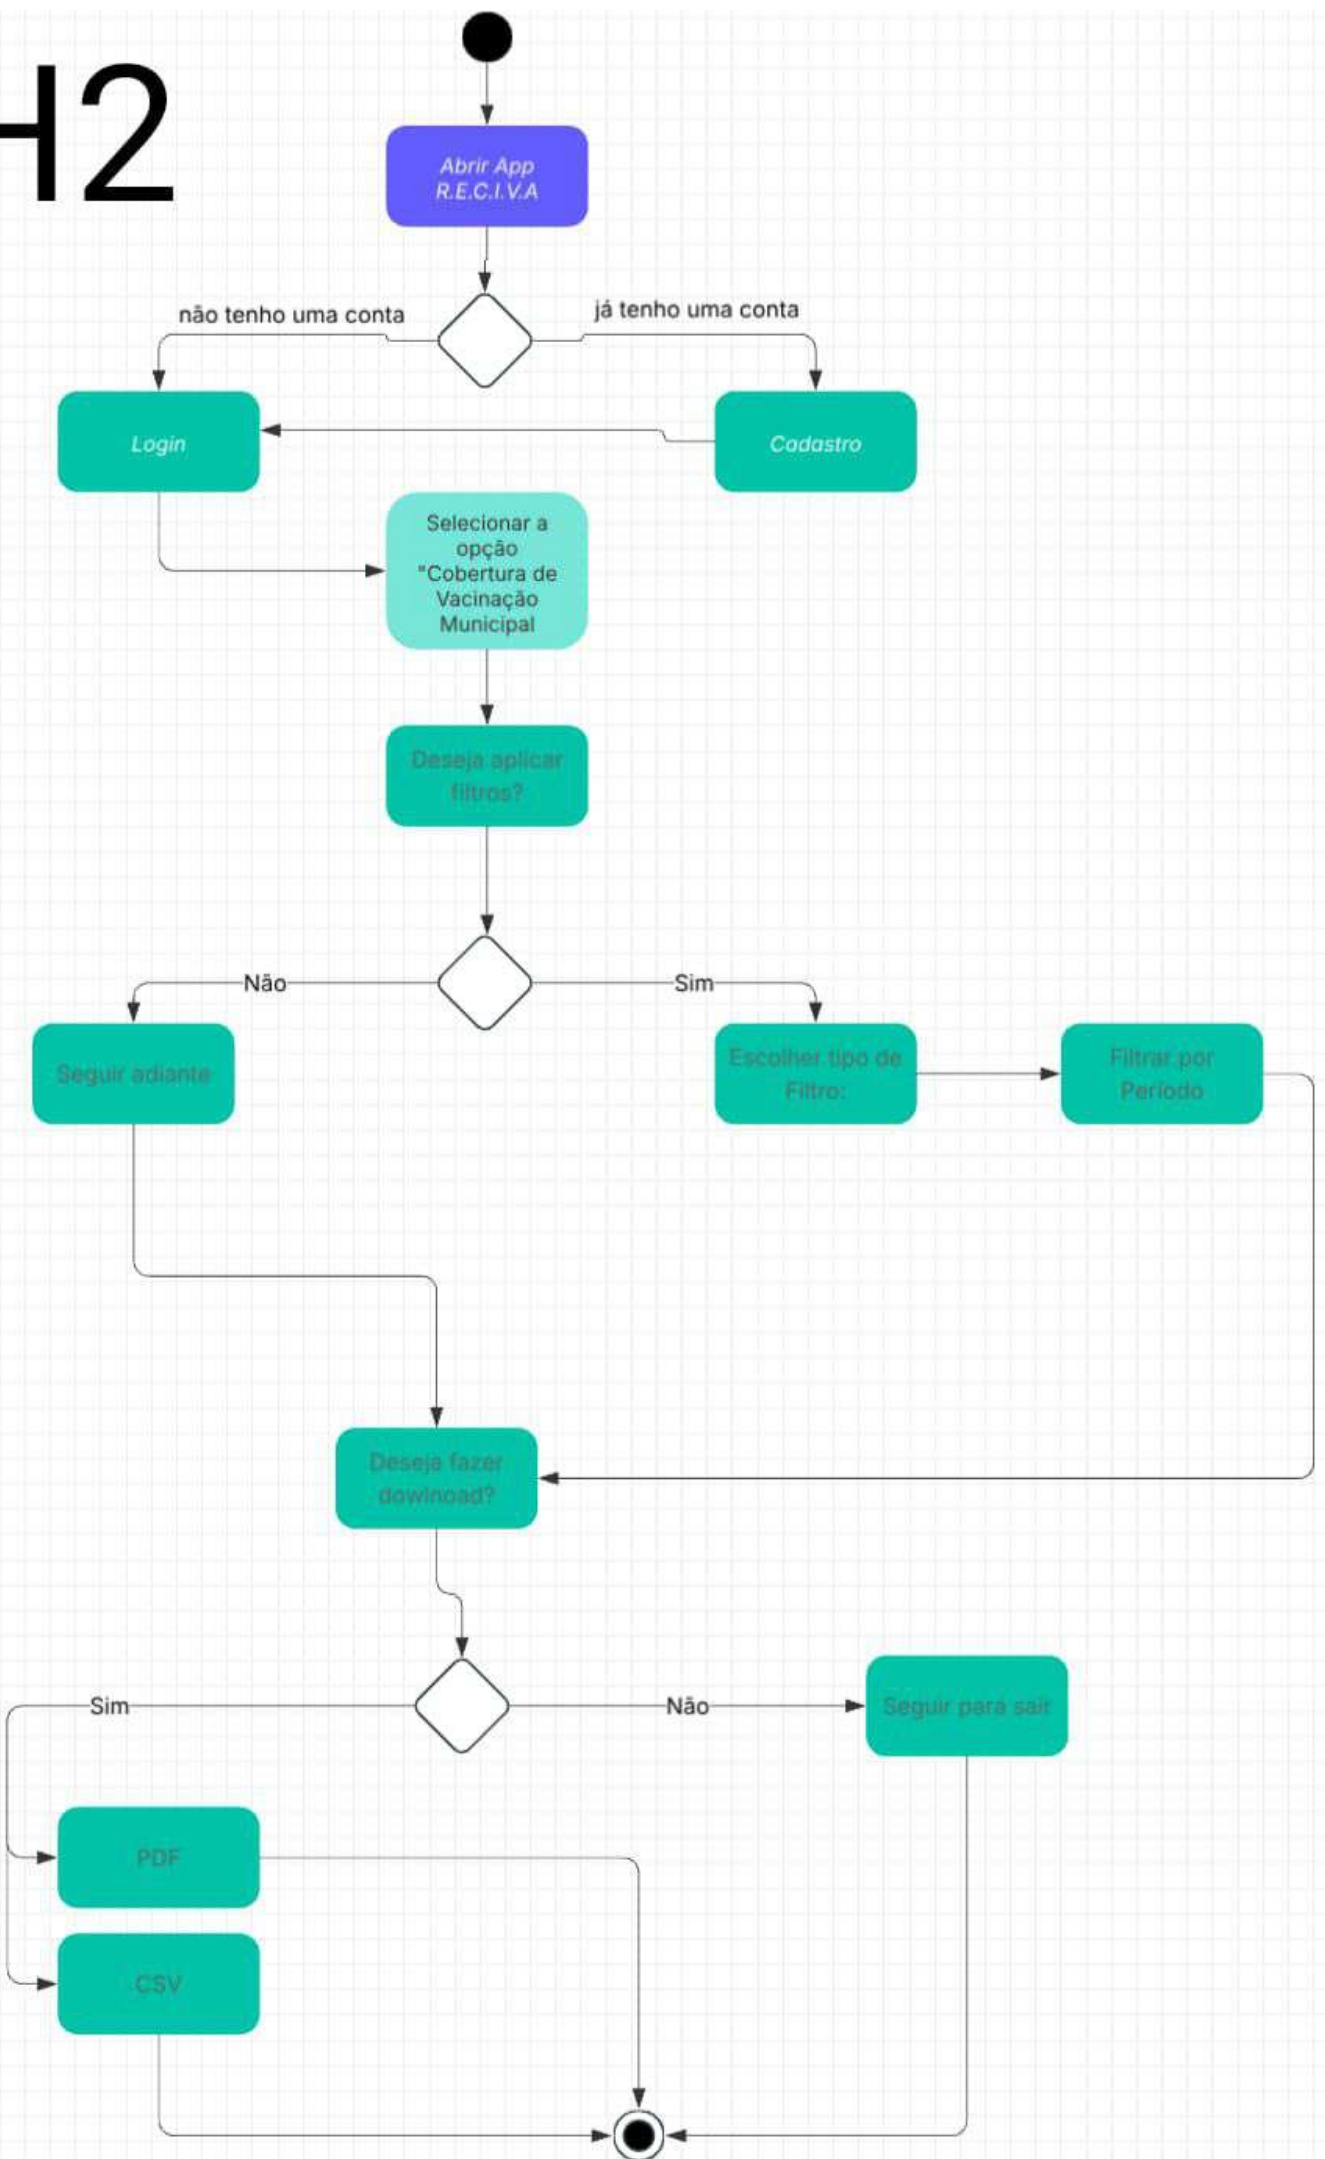 H2
Abrir App
R.E.C.I.V.A
não tenho uma conta
já tenho uma conta
Login
Cadastro
Selecionar a
opção
"Cobertura de
Vacinação
Municipal
Deseja aplicar
filtros?
Não
Sim
Seguir adiante
Escolher tipo de
Filtro:
Filtrar por
Período
Deseja fazer
dowlnoad?
Sim
Não
Seguir para sair
PDF
CSV